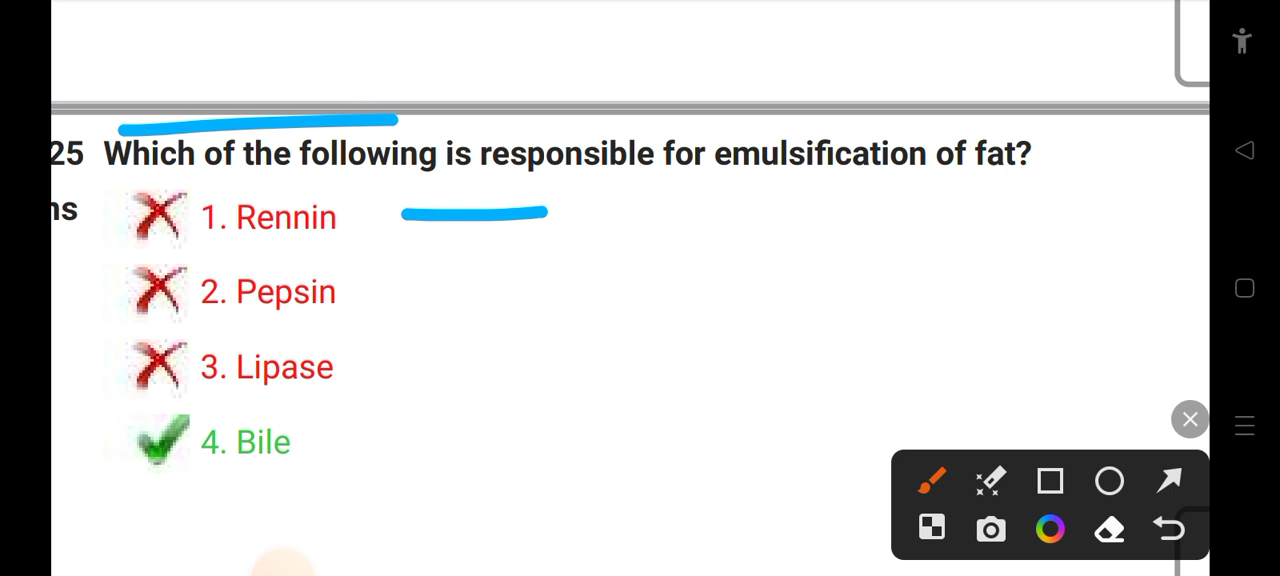 25 Which of the following is responsible for emulsification of fat?
ns
1. Rennin
2. Pepsin
3. Lipase
4. Bile